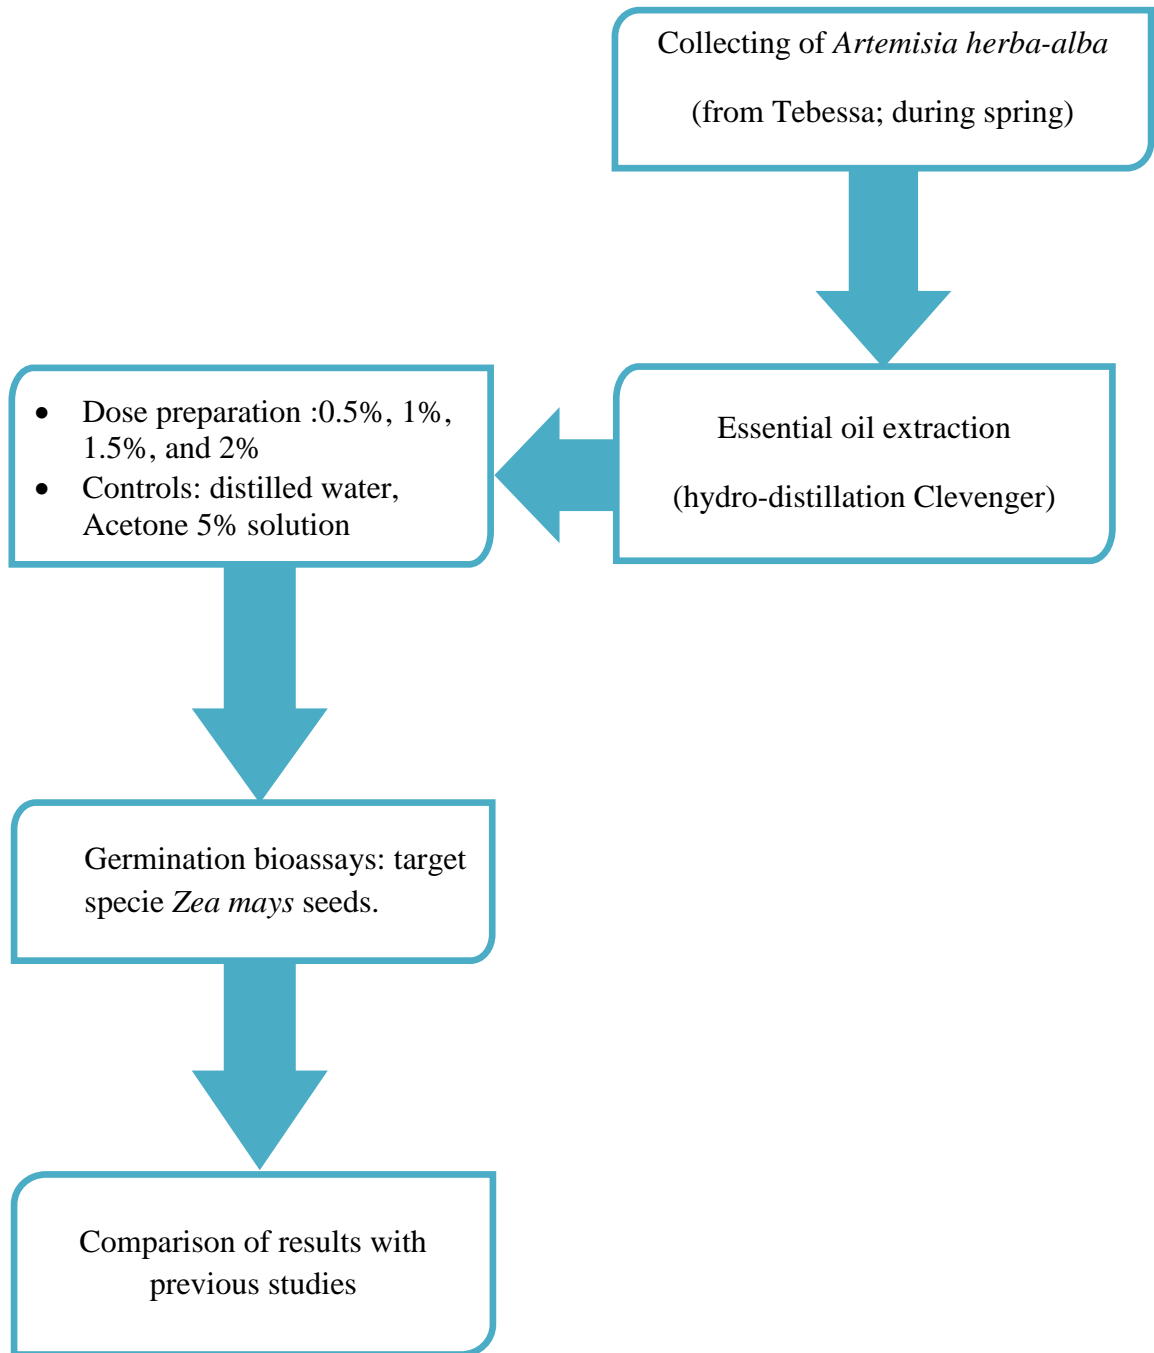 Collecting of Artemisia herba-alba
(from Tebessa; during spring)
Essential oil extraction
(hydro-distillation Clevenger)
• Dose preparation :0.5%, 1%,
1.5%, and 2%
• Controls: distilled water,
Acetone 5% solution
Germination bioassays: target
specie Zea mays seeds.
Comparison of results with
previous studies